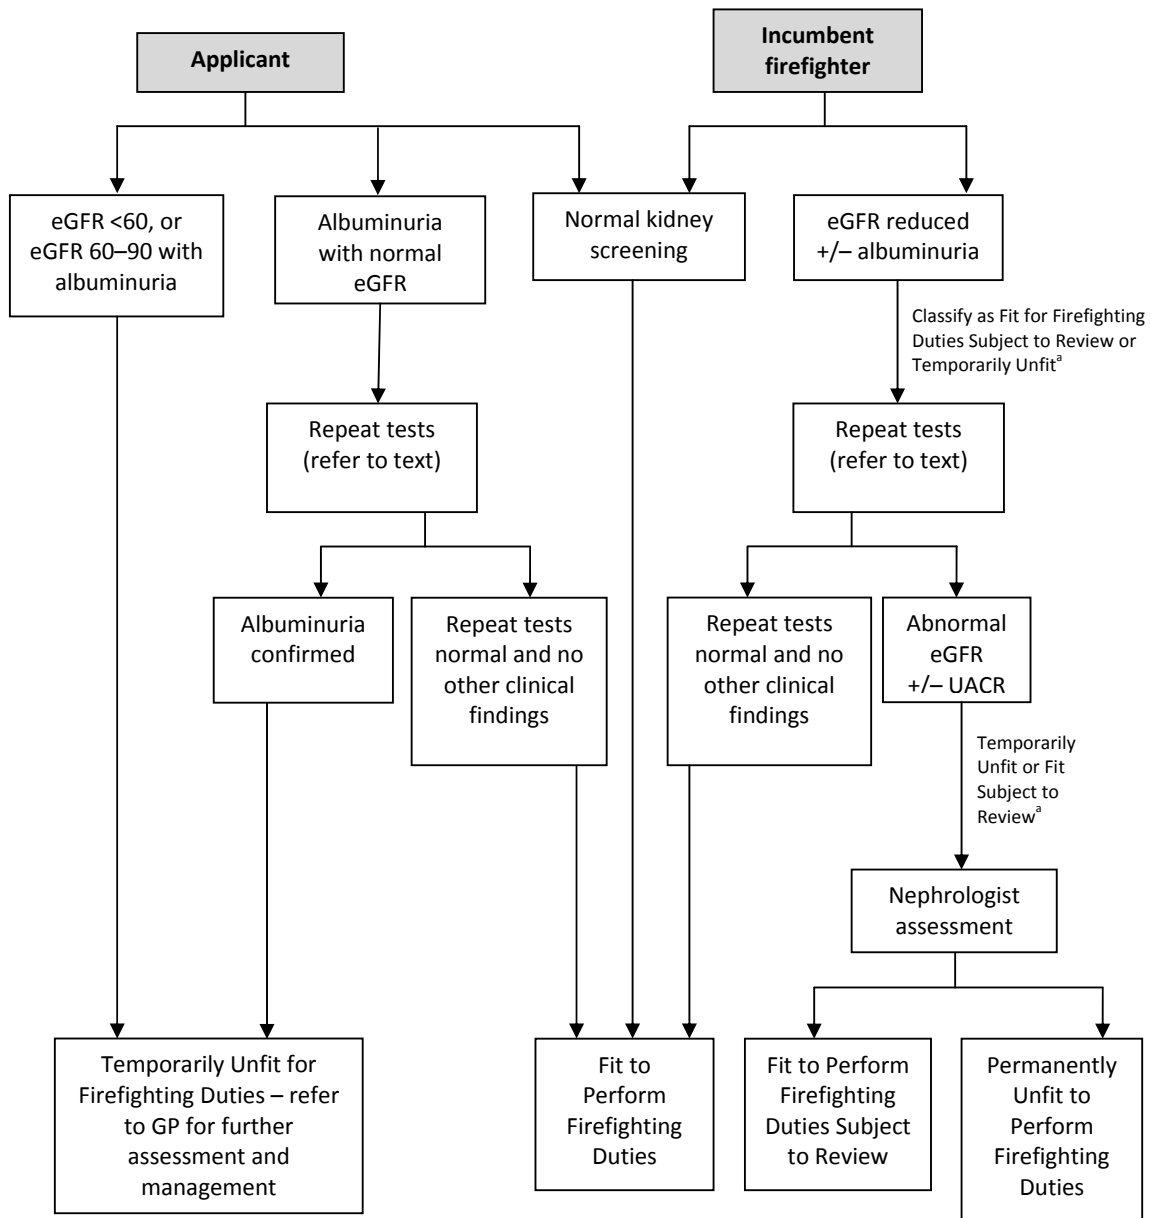 Applicant
Incumbent
firefighter
eGFR <60, or
eGFR 60–90 with
albuminuria
Albuminuria
with normal
eGFR
Normal kidney
screening
eGFR reduced
+/– albuminuria
Classify as Fit for Firefighting
Duties Subject to Review or
Temporarily Unfitᵃ
Repeat tests
(refer to text)
Repeat tests
(refer to text)
Albuminuria
confirmed
Repeat tests
normal and no
other clinical
findings
Repeat tests
normal and no
other clinical
findings
Abnormal
eGFR
+/– UACR
Temporarily
Unfit or Fit
Subject to
Reviewᵃ
Nephrologist
assessment
Temporarily Unfit for
Firefighting Duties – refer
to GP for further
assessment and
management
Fit to
Perform
Firefighting
Duties
Fit to Perform
Firefighting
Duties Subject
to Review
Permanently
Unfit to
Perform
Firefighting
Duties